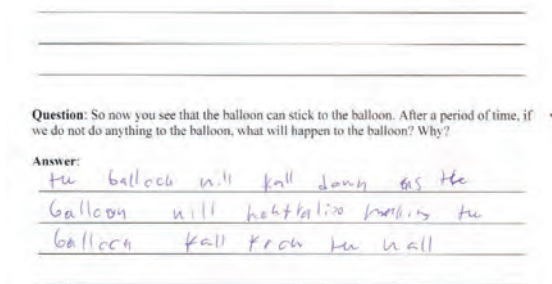 Question: So now you see that the balloon can stick to the balloon. After a period of time, if
we do not do anything to the balloon, what will happen to the balloon? Why?
Answer:
the balloon will fall down as the
balloon will neutralise making the
balloon fall from the wall